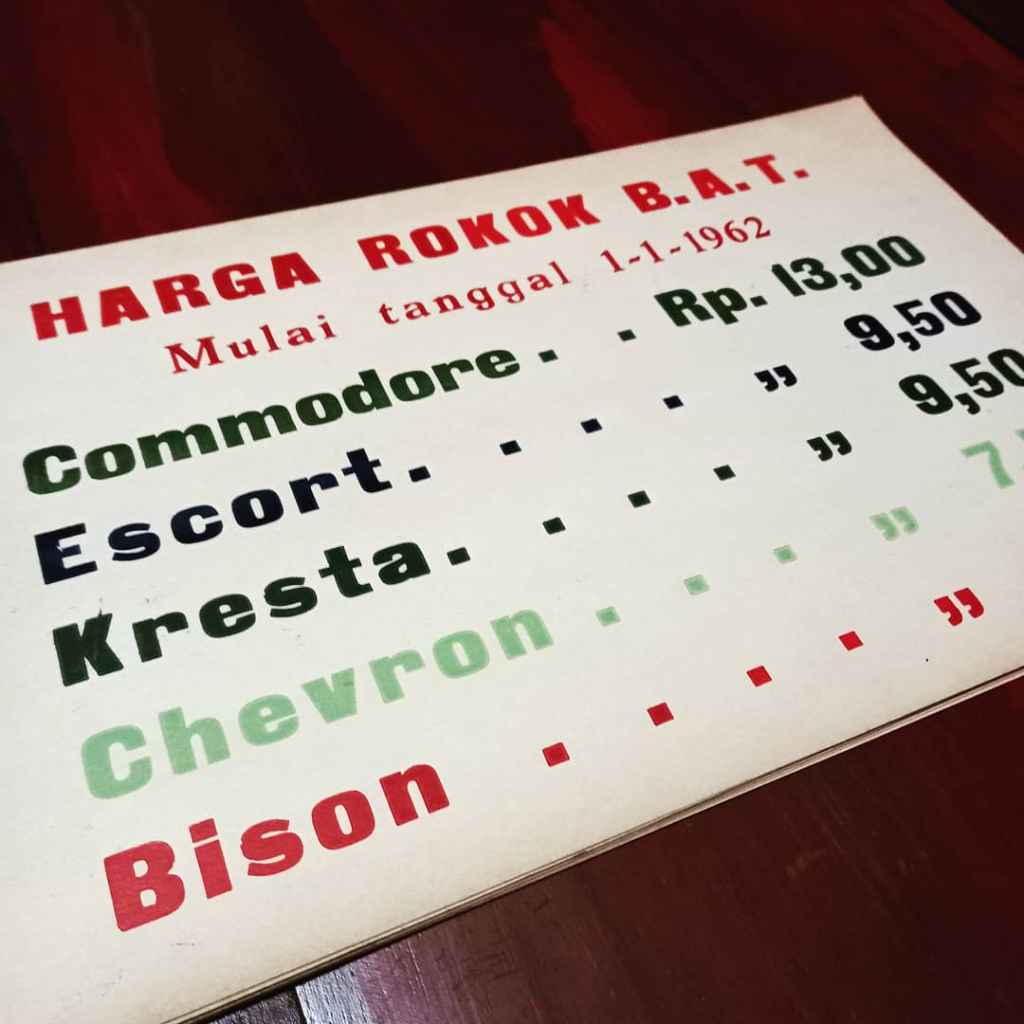 HARGA ROKOK B.A.T.
Mulai tanggal 1-1-1962
Commodore . . Rp. 13,00
Escort . . . . ” 9,50
Kresta . . . . ” 9,50
Chevron . . . ” 7
Bison . . . . ”